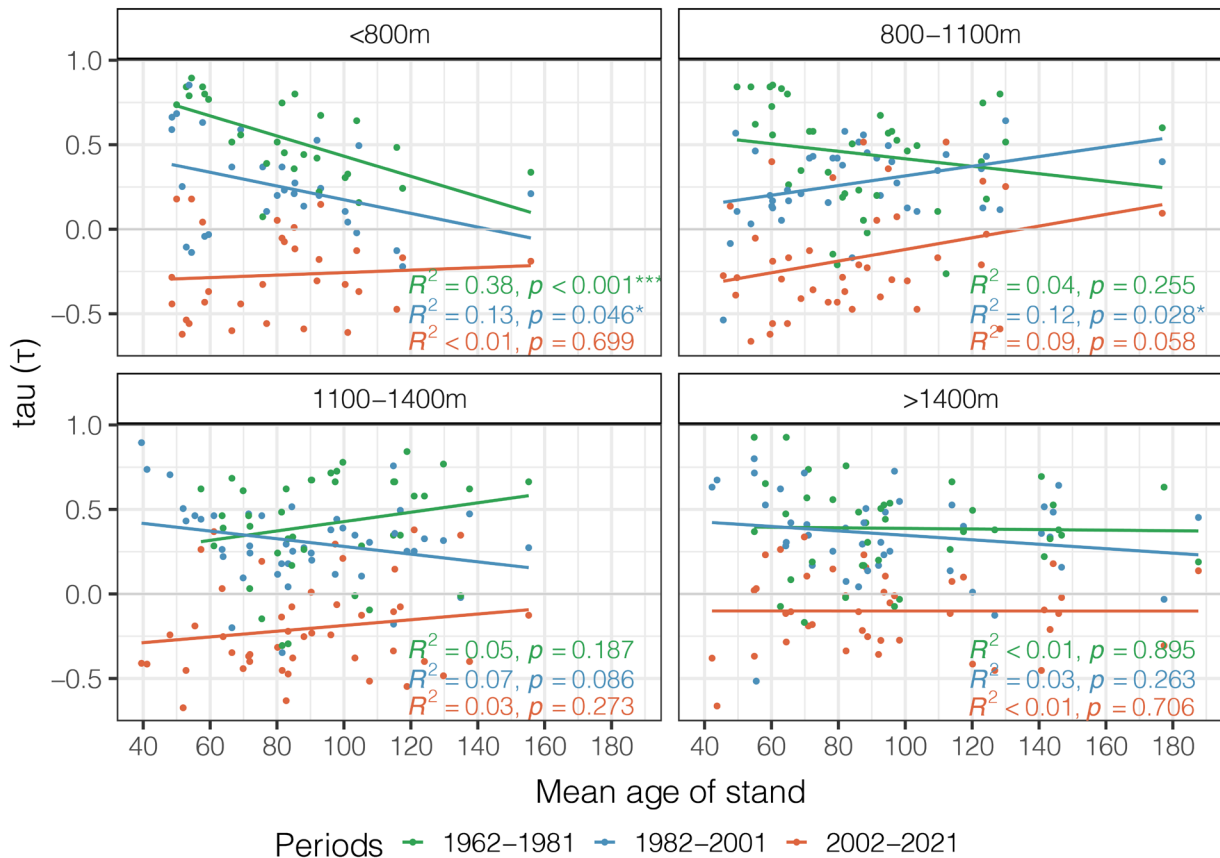 <800m
800–1100m
1.0
0.5
0.0
−0.5
R² = 0.38, p < 0.001***
R² = 0.13, p = 0.046*
R² < 0.01, p = 0.699
R² = 0.04, p = 0.255
R² = 0.12, p = 0.028*
R² = 0.09, p = 0.058
tau (τ)
1100–1400m
>1400m
1.0
0.5
0.0
−0.5
R² = 0.05, p = 0.187
R² = 0.07, p = 0.086
R² = 0.03, p = 0.273
R² < 0.01, p = 0.895
R² = 0.03, p = 0.263
R² < 0.01, p = 0.706
40 60 80 100 120 140 160 180
40 60 80 100 120 140 160 180
Mean age of stand
Periods 1962–1981 1982–2001 2002–2021